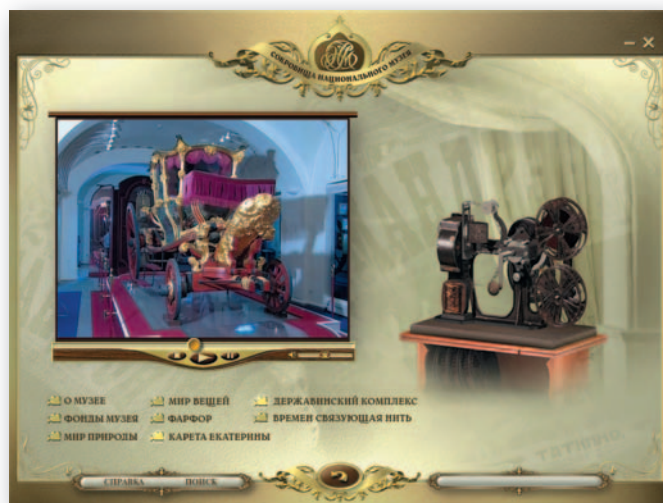 СОКРОВИЩА НАЦИОНАЛЬНОГО МУЗЕЯ
О МУЗЕЕ
МИР ВЕЩЕЙ
ДЕРЖАВИНСКИЙ КОМПЛЕКС
ФОНДЫ МУЗЕЯ
ФАРФОР
ВРЕМЕН СВЯЗУЮЩАЯ НИТЬ
МИР ПРИРОДЫ
КАРЕТА ЕКАТЕРИНЫ
СПРАВКА
ПОИСК